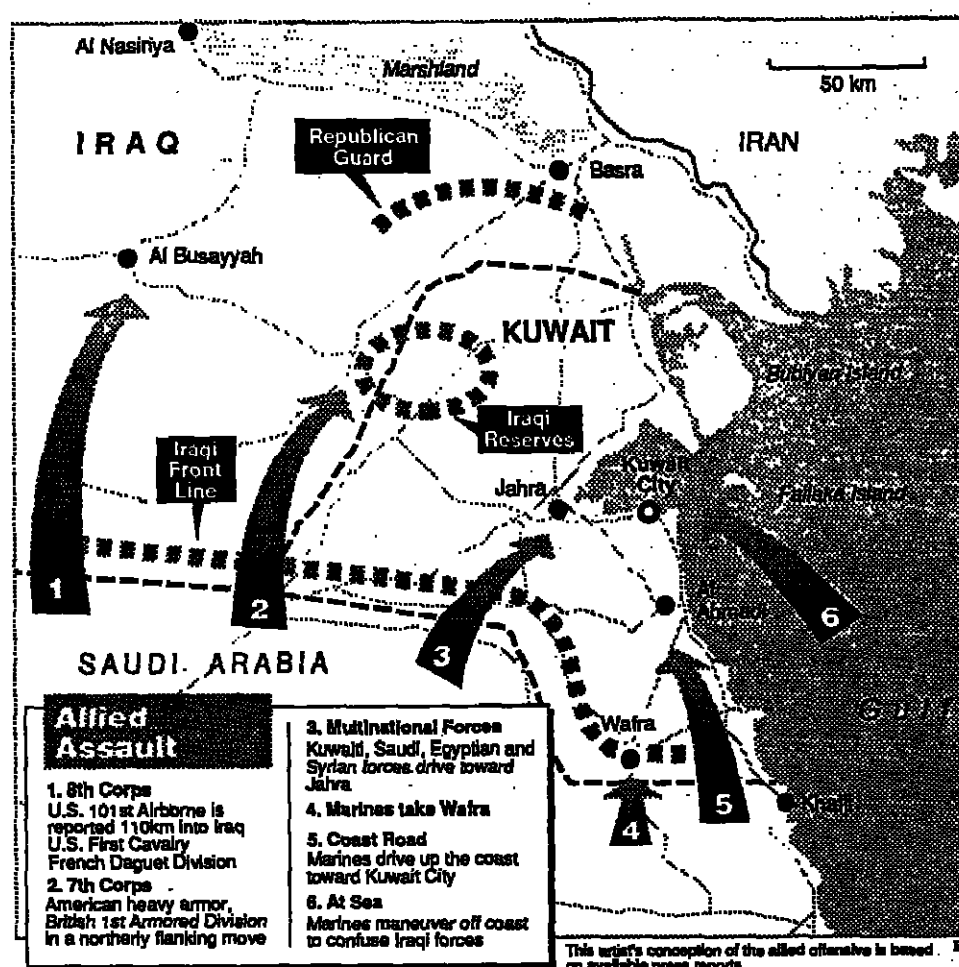 Al Nasiriya
Marshland
50 km
IRAQ
Republican
Guard
IRAN
Basra
Al Busayyah
KUWAIT
Bubiyan Island
Iraqi
Reserves
Iraqi
Front
Line
Jahra
Kuwait
City
Failaka Island
1
2
3
6
Al
Ahmadi
SAUDI ARABIA
GULF
Wafra
Khafji
4
5
Allied
Assault
1. 8th Corps
U.S. 101st Airborne is
reported 110km into Iraq
U.S. First Cavalry
French Daguet Division
2. 7th Corps
American heavy armor,
British 1st Armored Division
in a northerly flanking move
3. Multinational Forces
Kuwaiti, Saudi, Egyptian and
Syrian forces drive toward
Jahra
4. Marines take Wafra
5. Coast Road
Marines drive up the coast
toward Kuwait City
6. At Sea
Marines maneuver off coast
to confuse Iraqi forces
This artist's conception of the allied offensive is based
on available press reports